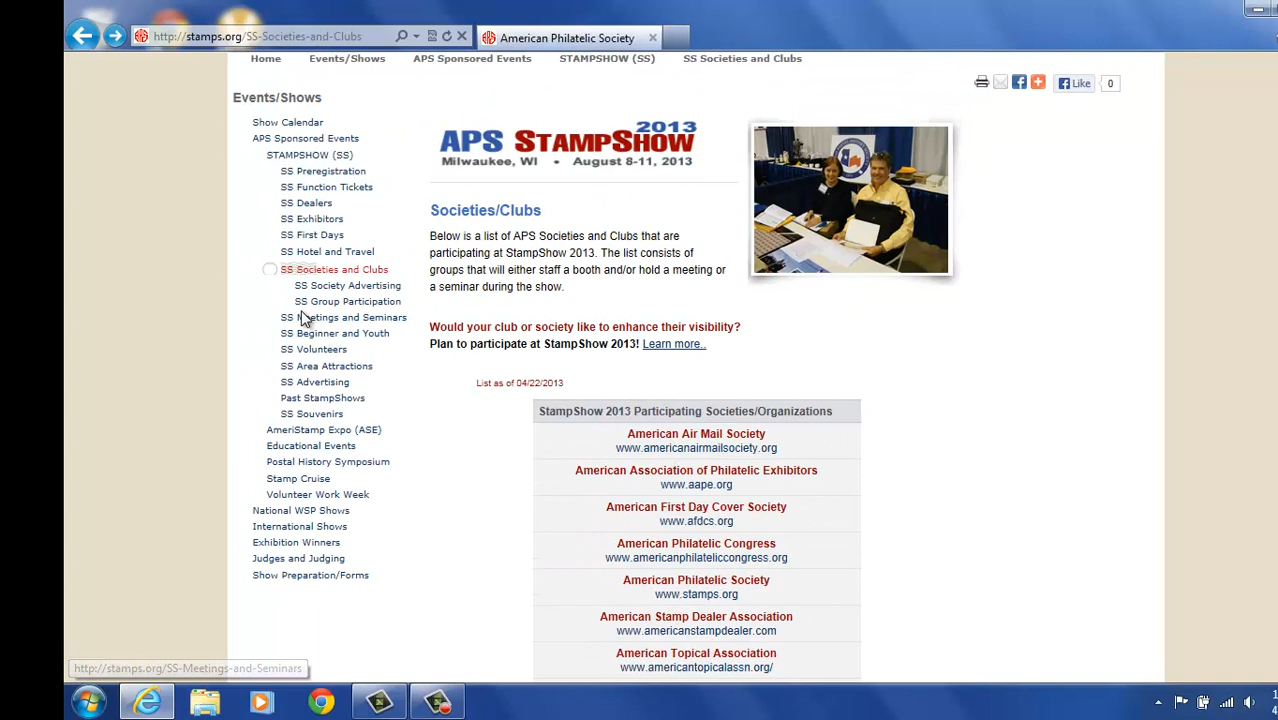 http://stamps.org/SS-Societies-and-Clubs
American Philatelic Society
Home
Events/Shows
APS Sponsored Events
STAMPSHOW (SS)
SS Societies and Clubs
Like
0
Events/Shows
Show Calendar
APS Sponsored Events
STAMPSHOW (SS)
SS Preregistration
SS Function Tickets
SS Dealers
SS Exhibitors
SS First Days
SS Hotel and Travel
SS Societies and Clubs
SS Society Advertising
SS Group Participation
SS Meetings and Seminars
SS Beginner and Youth
SS Volunteers
SS Area Attractions
SS Advertising
Past StampShows
SS Souvenirs
AmeriStamp Expo (ASE)
Educational Events
Postal History Symposium
Stamp Cruise
Volunteer Work Week
National WSP Shows
International Shows
Exhibition Winners
Judges and Judging
Show Preparation/Forms
2013
APS STAMPSHOW
Milwaukee, WI • August 8-11, 2013
Societies/Clubs
Below is a list of APS Societies and Clubs that are
participating at StampShow 2013. The list consists of
groups that will either staff a booth and/or hold a meeting or
a seminar during the show.
Would your club or society like to enhance their visibility?
Plan to participate at StampShow 2013! Learn more..
List as of 04/22/2013
StampShow 2013 Participating Societies/Organizations
American Air Mail Society
www.americanairmailsociety.org
American Association of Philatelic Exhibitors
www.aape.org
American First Day Cover Society
www.afdcs.org
American Philatelic Congress
www.americanphilateliccongress.org
American Philatelic Society
www.stamps.org
American Stamp Dealer Association
www.americanstampdealer.com
American Topical Association
www.americantopicalassn.org/
http://stamps.org/SS-Meetings-and-Seminars